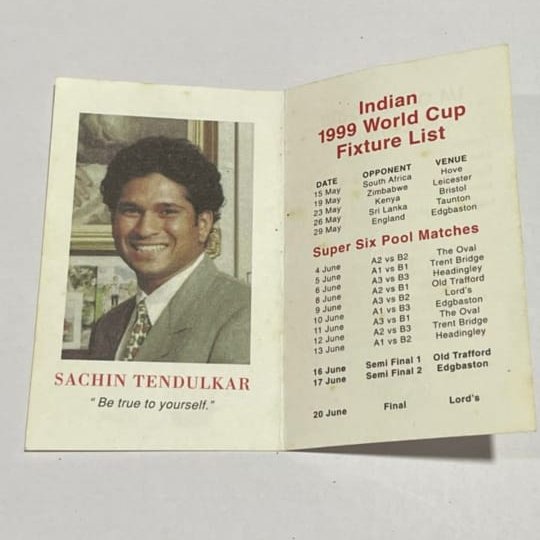 SACHIN TENDULKAR
"Be true to yourself."
Indian
1999 World Cup
Fixture List
DATE OPPONENT VENUE
15 May South Africa Hove
19 May Zimbabwe Leicester
23 May Kenya Bristol
26 May Sri Lanka Taunton
29 May England Edgbaston
Super Six Pool Matches
4 June A2 vs B2 The Oval
5 June A1 vs B1 Trent Bridge
6 June A3 vs B3 Headingley
8 June A2 vs B1 Old Trafford
9 June A3 vs B2 Lord's
10 June A1 vs B3 Edgbaston
11 June A3 vs B1 The Oval
12 June A2 vs B3 Trent Bridge
13 June A1 vs B2 Headingley
16 June Semi Final 1 Old Trafford
17 June Semi Final 2 Edgbaston
20 June Final Lord's